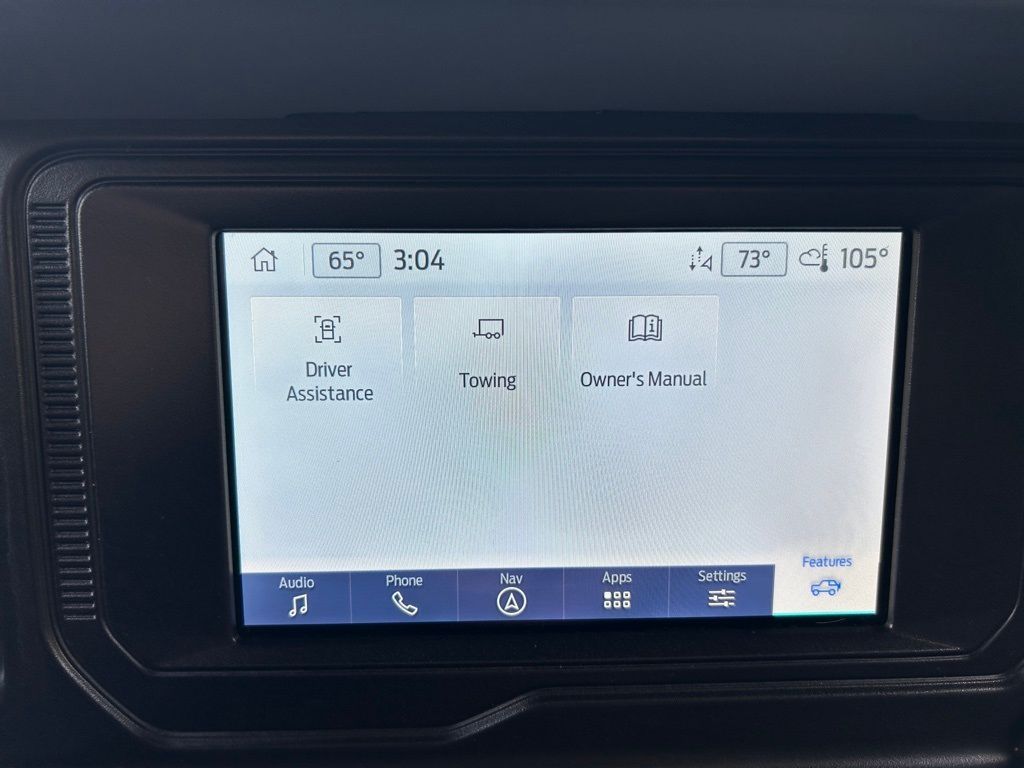 65° 3:04 73° 105°
Driver
Assistance
Towing
Owner's Manual
Audio
Phone
Nav
Apps
Settings
Features